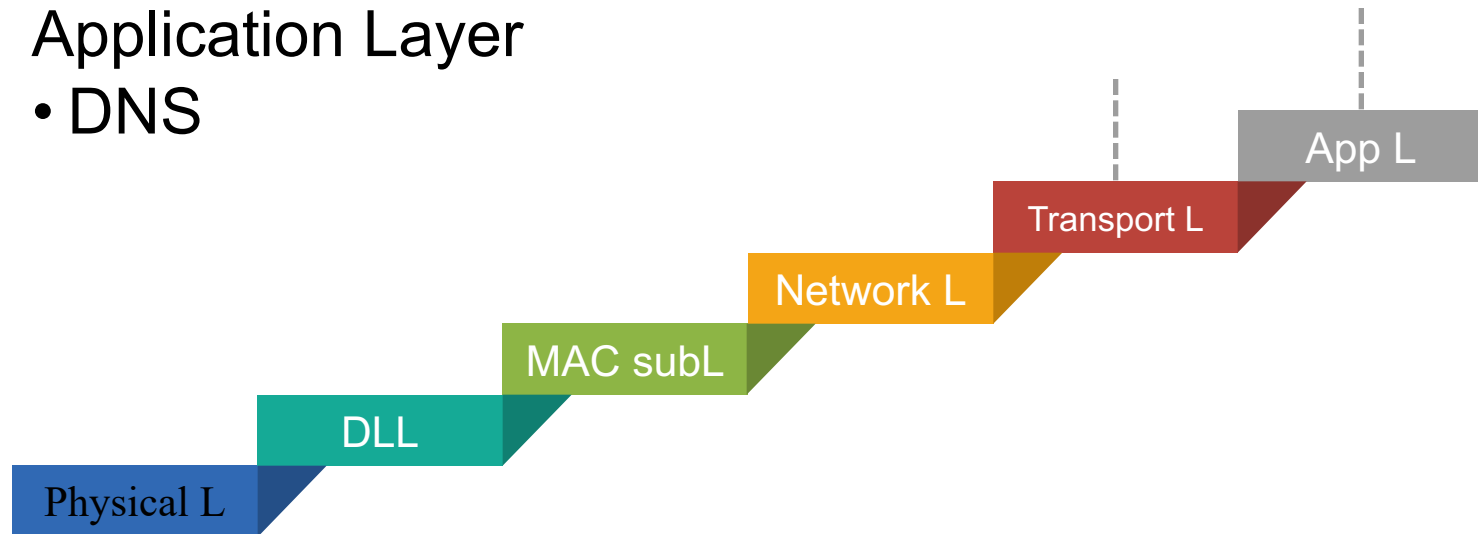 Application Layer
• DNS
App L
Transport L
Network L
MAC subL
DLL
Physical L